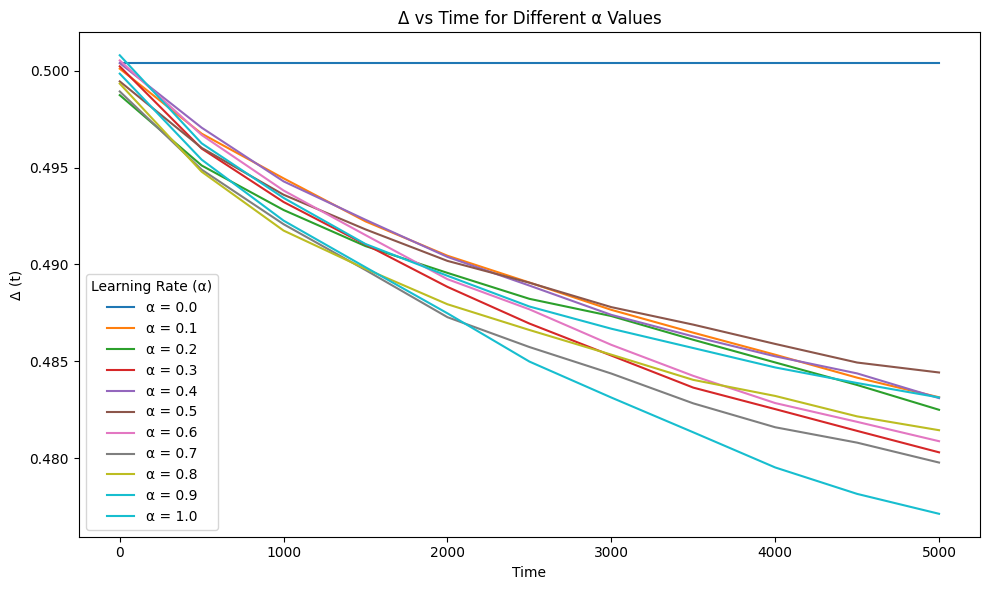 Δ vs Time for Different α Values
0.500
0.495
0.490
0.485
0.480
Δ (t)
Learning Rate (α)
α = 0.0
α = 0.1
α = 0.2
α = 0.3
α = 0.4
α = 0.5
α = 0.6
α = 0.7
α = 0.8
α = 0.9
α = 1.0
0 1000 2000 3000 4000 5000
Time